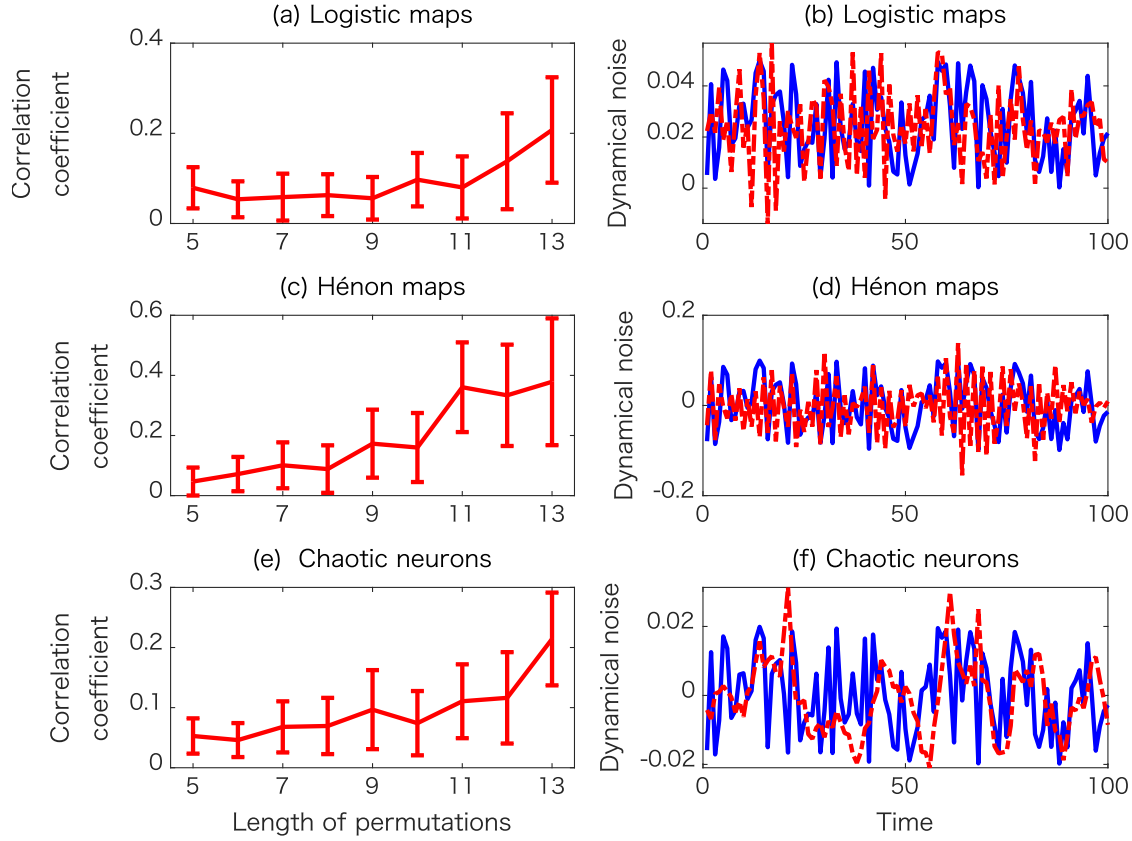 (a) Logistic maps
Correlation
coefficient
0.4
0.2
0
5 7 9 11 13
(b) Logistic maps
Dynamical noise
0.04
0.02
0
0 50 100
(c) Hénon maps
Correlation
coefficient
0.6
0.4
0.2
0
5 7 9 11 13
(d) Hénon maps
Dynamical noise
0.2
0
-0.2
0 50 100
(e) Chaotic neurons
Correlation
coefficient
0.3
0.2
0.1
0
5 7 9 11 13
Length of permutations
(f) Chaotic neurons
Dynamical noise
0.02
0
-0.02
0 50 100
Time